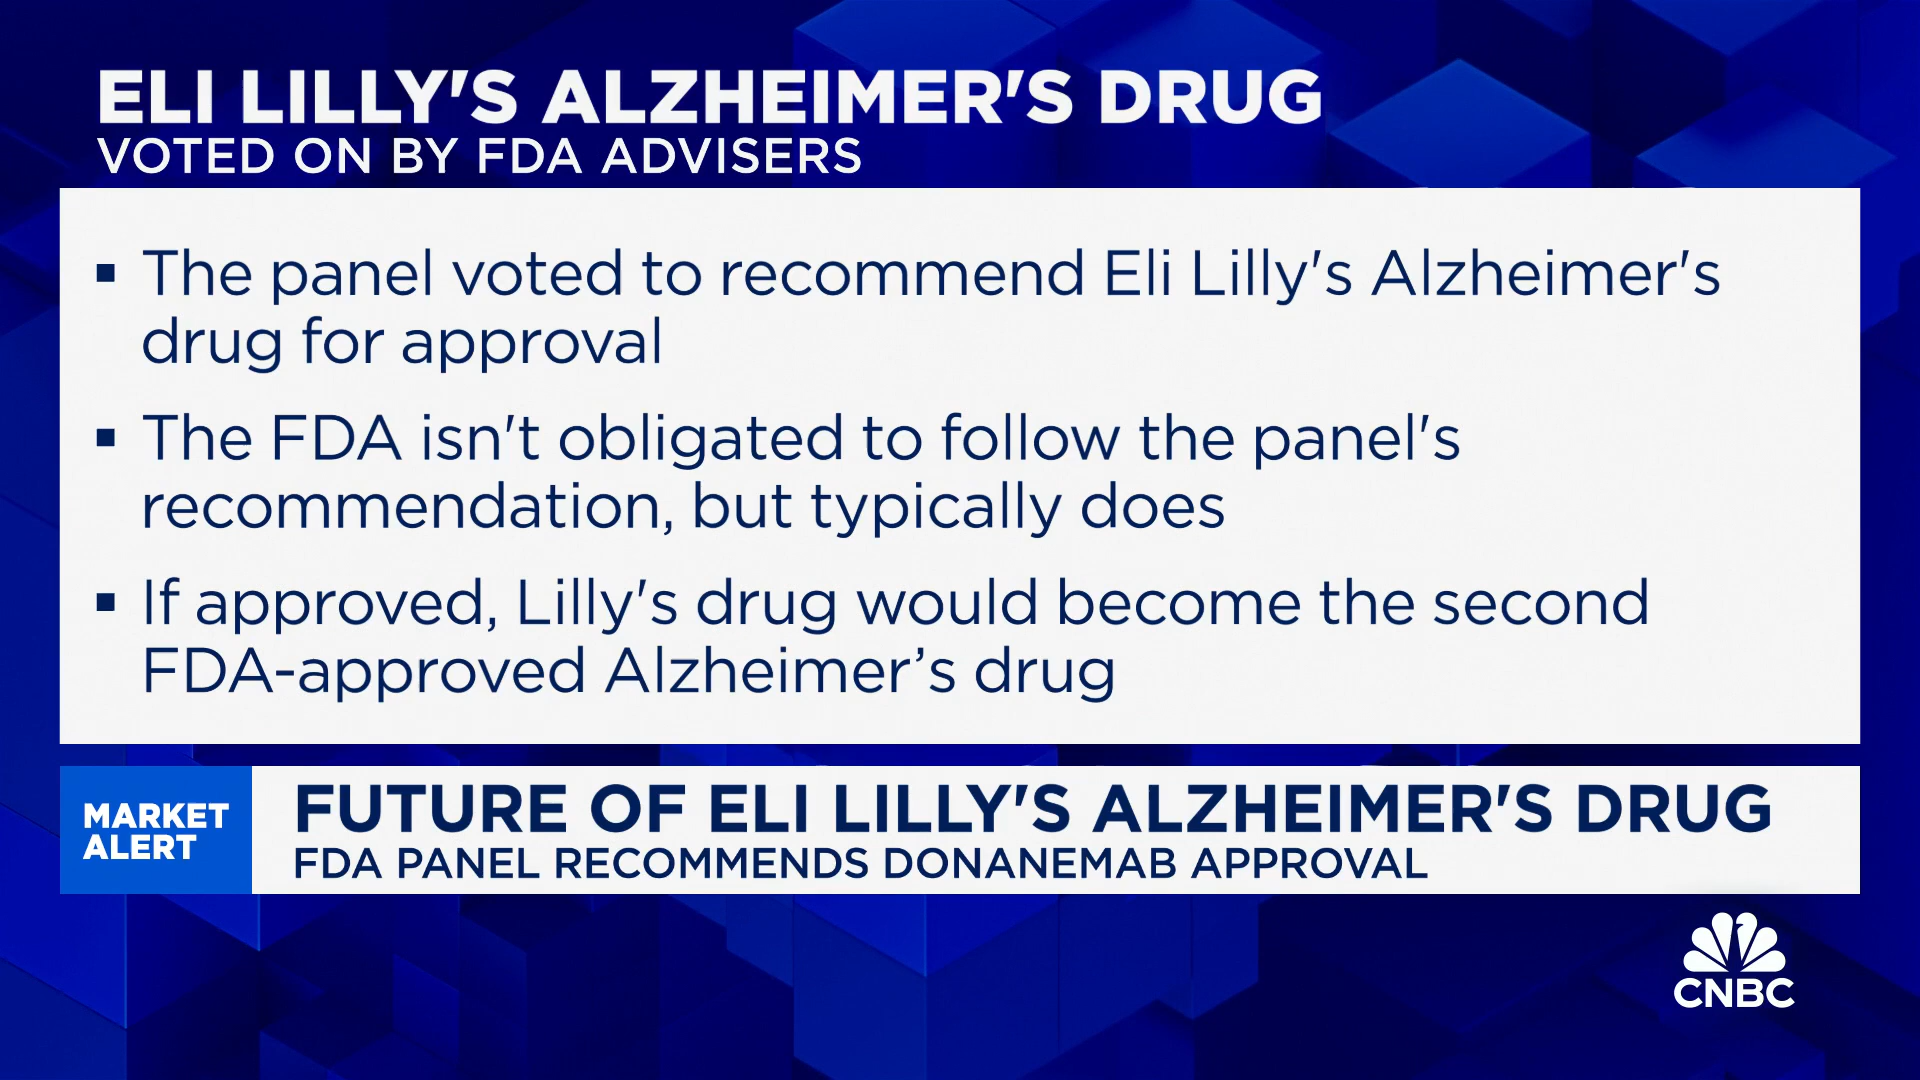 ELI LILLY'S ALZHEIMER'S DRUG
VOTED ON BY FDA ADVISERS
▪ The panel voted to recommend Eli Lilly's Alzheimer's
drug for approval
▪ The FDA isn't obligated to follow the panel's
recommendation, but typically does
▪ If approved, Lilly's drug would become the second
FDA-approved Alzheimer’s drug
MARKET
ALERT
FUTURE OF ELI LILLY'S ALZHEIMER'S DRUG
FDA PANEL RECOMMENDS DONANEMAB APPROVAL
CNBC